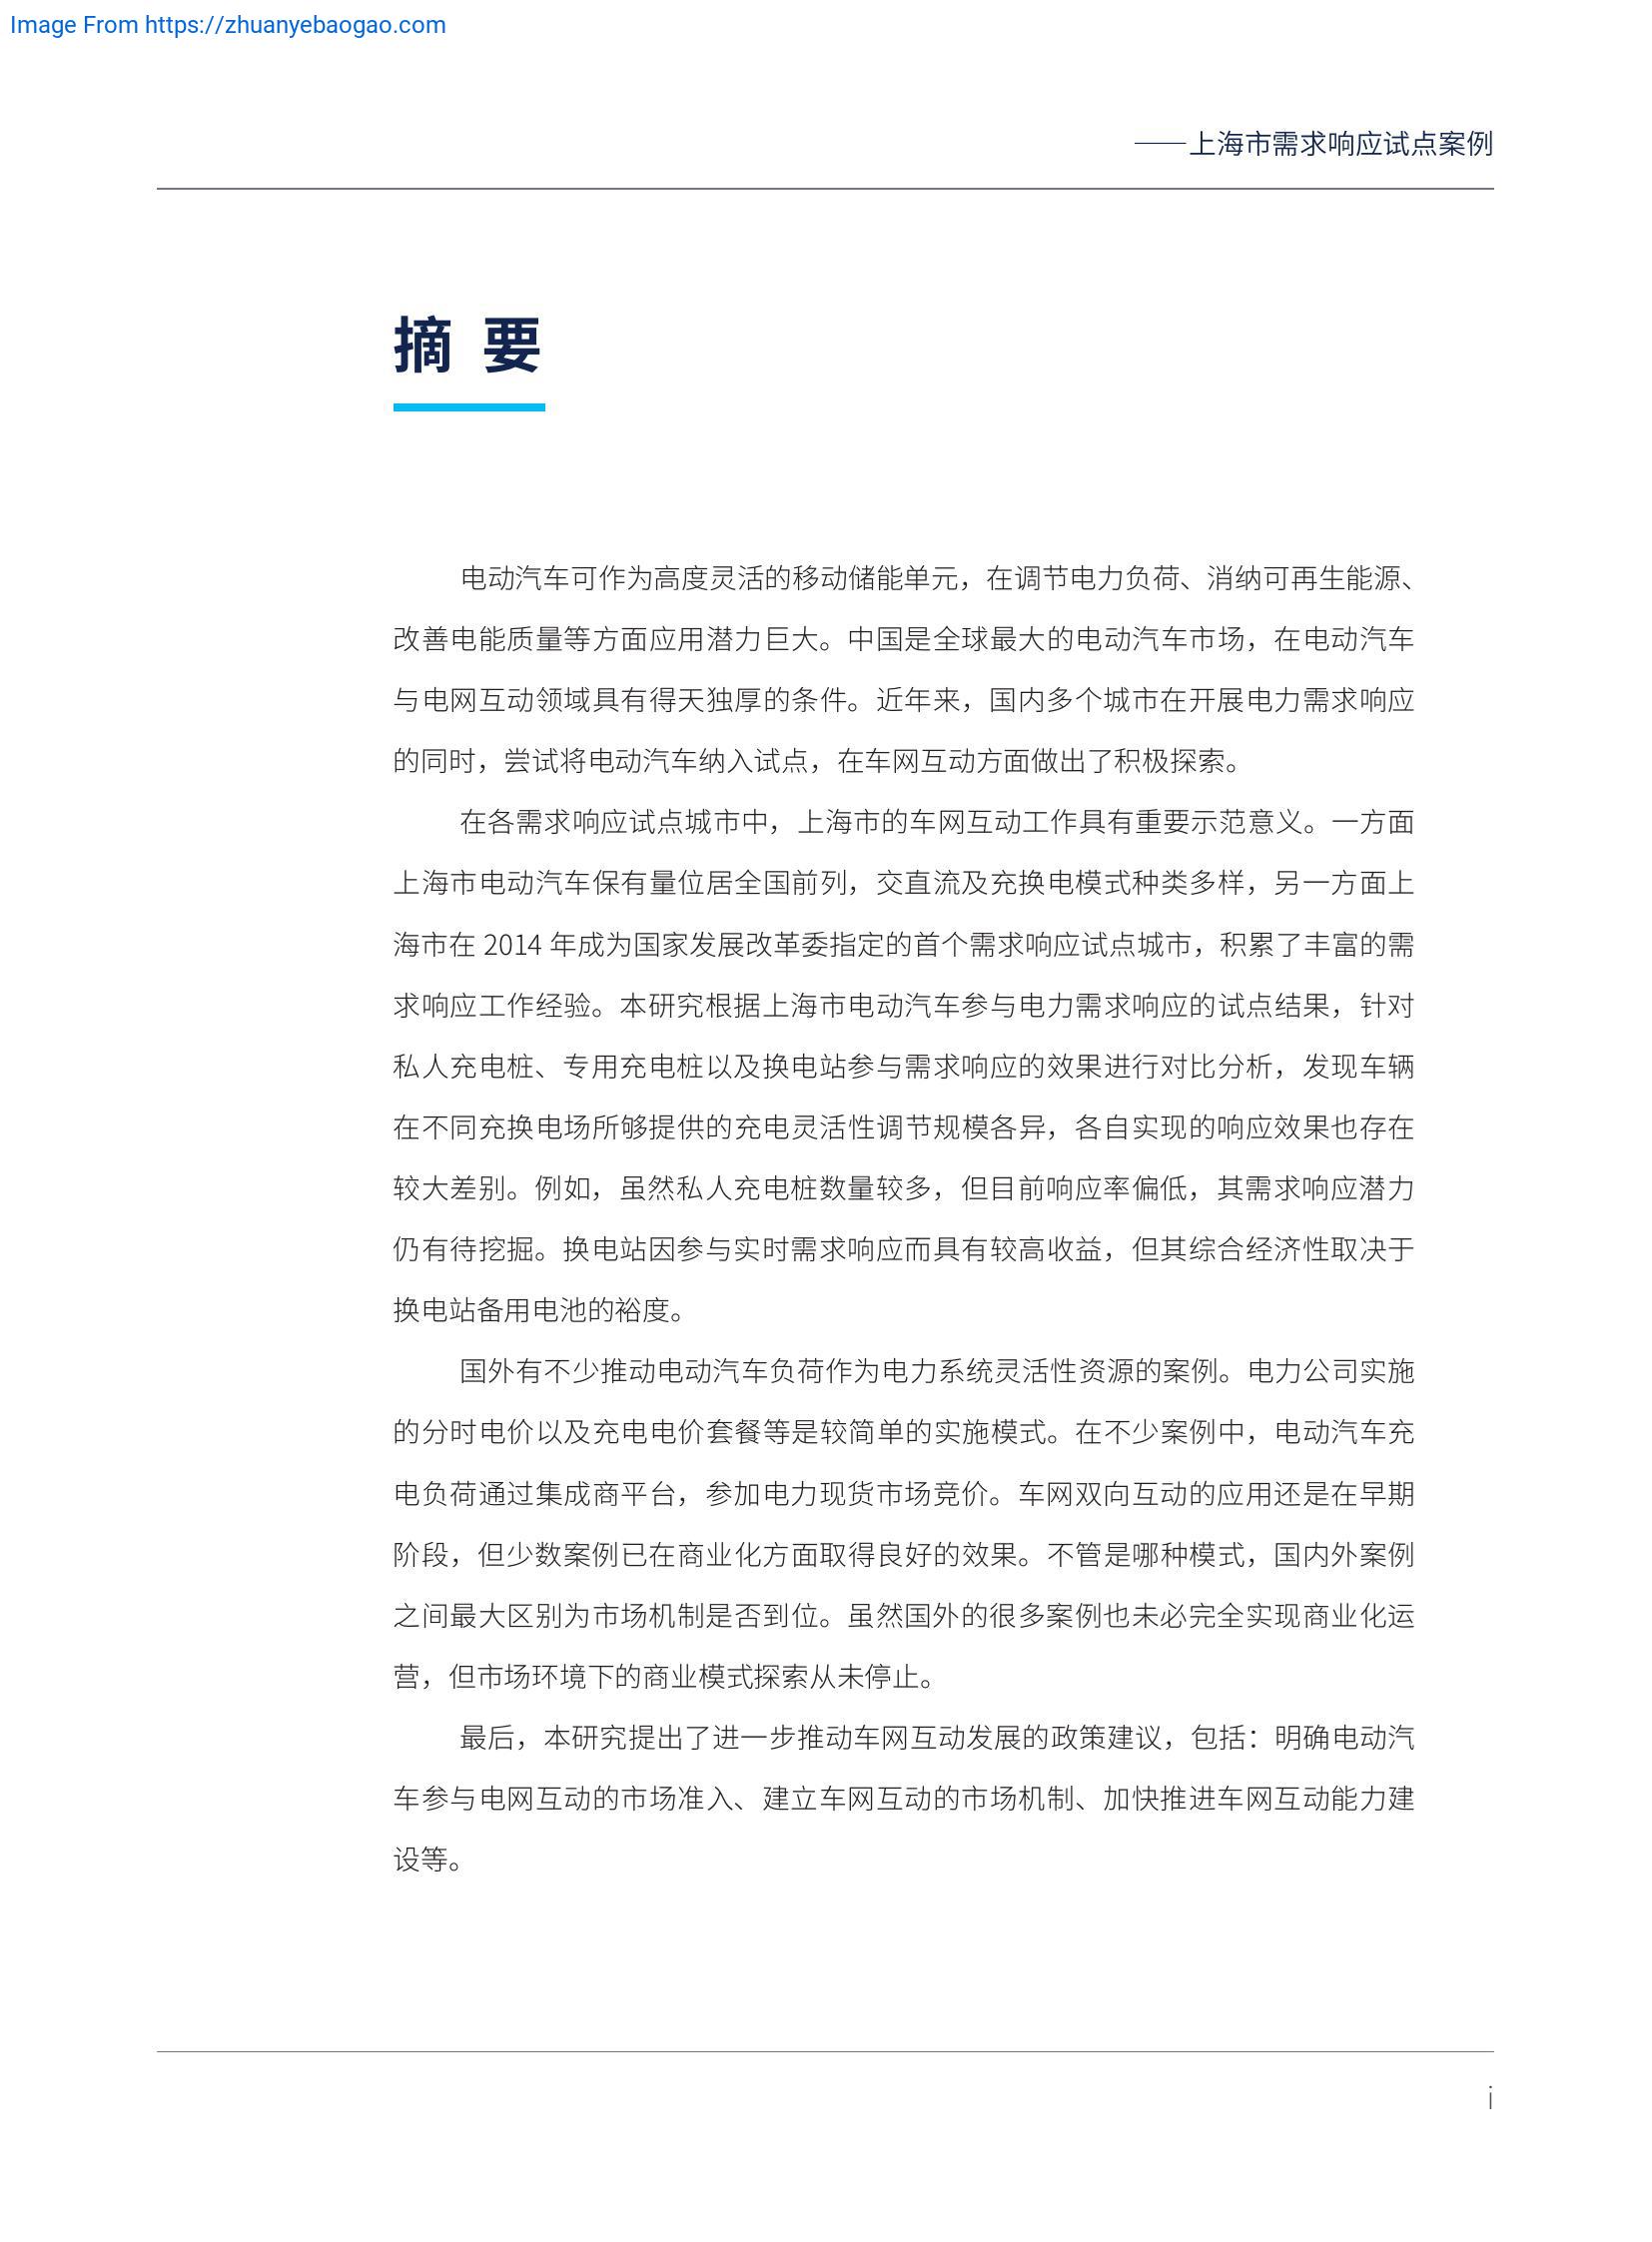 Image From https://zhuanyebaogao.com
——上海市需求响应试点案例
摘 要
电动汽车可作为高度灵活的移动储能单元，在调节电力负荷、消纳可再生能源、
改善电能质量等方面应用潜力巨大。中国是全球最大的电动汽车市场，在电动汽车
与电网互动领域具有得天独厚的条件。近年来，国内多个城市在开展电力需求响应
的同时，尝试将电动汽车纳入试点，在车网互动方面做出了积极探索。
在各需求响应试点城市中，上海市的车网互动工作具有重要示范意义。一方面
上海市电动汽车保有量位居全国前列，交直流及充换电模式种类多样，另一方面上
海市在 2014 年成为国家发展改革委指定的首个需求响应试点城市，积累了丰富的需
求响应工作经验。本研究根据上海市电动汽车参与电力需求响应的试点结果，针对
私人充电桩、专用充电桩以及换电站参与需求响应的效果进行对比分析，发现车辆
在不同充换电场所够提供的充电灵活性调节规模各异，各自实现的响应效果也存在
较大差别。例如，虽然私人充电桩数量较多，但目前响应率偏低，其需求响应潜力
仍有待挖掘。换电站因参与实时需求响应而具有较高收益，但其综合经济性取决于
换电站备用电池的裕度。
国外有不少推动电动汽车负荷作为电力系统灵活性资源的案例。电力公司实施
的分时电价以及充电电价套餐等是较简单的实施模式。在不少案例中，电动汽车充
电负荷通过集成商平台，参加电力现货市场竞价。车网双向互动的应用还是在早期
阶段，但少数案例已在商业化方面取得良好的效果。不管是哪种模式，国内外案例
之间最大区别为市场机制是否到位。虽然国外的很多案例也未必完全实现商业化运
营，但市场环境下的商业模式探索从未停止。
最后，本研究提出了进一步推动车网互动发展的政策建议，包括：明确电动汽
车参与电网互动的市场准入、建立车网互动的市场机制、加快推进车网互动能力建
设等。
i